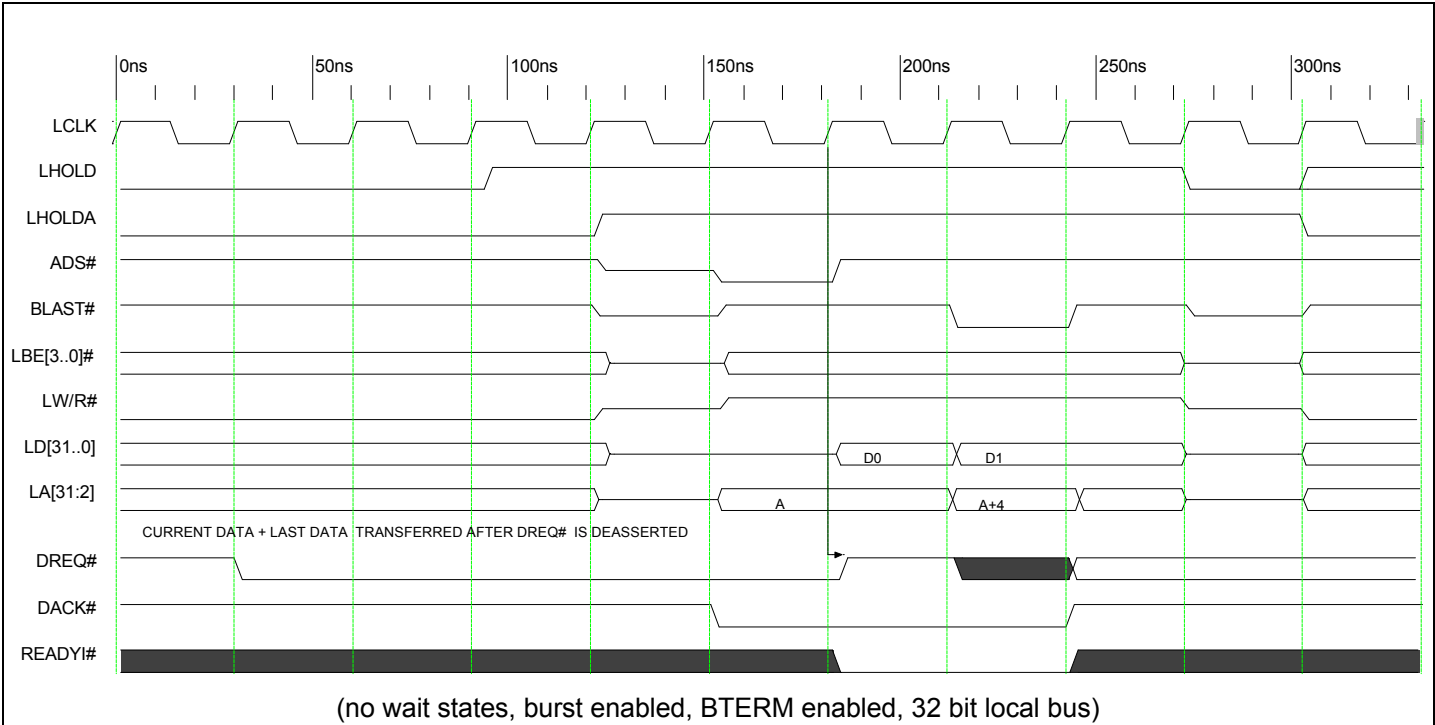 0ns 50ns 100ns 150ns 200ns 250ns 300ns
LCLK
LHOLD
LHOLDA
ADS#
BLAST#
LBE[3..0]#
LW/R#
LD[31..0] D0 D1
LA[31:2] A A+4
CURRENT DATA + LAST DATA TRANSFERRED AFTER DREQ# IS DEASSERTED
DREQ#
DACK#
READYI#
(no wait states, burst enabled, BTERM enabled, 32 bit local bus)